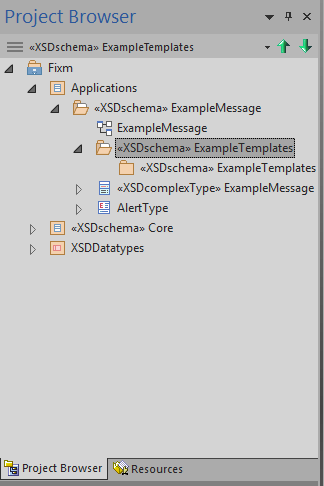 Project Browser
«XSDschema» ExampleTemplates
Fixm
Applications
«XSDschema» ExampleMessage
ExampleMessage
«XSDschema» ExampleTemplates
«XSDschema» ExampleTemplates
«XSDcomplexType» ExampleMessage
AlertType
«XSDschema» Core
XSDDatatypes
Project Browser Resources